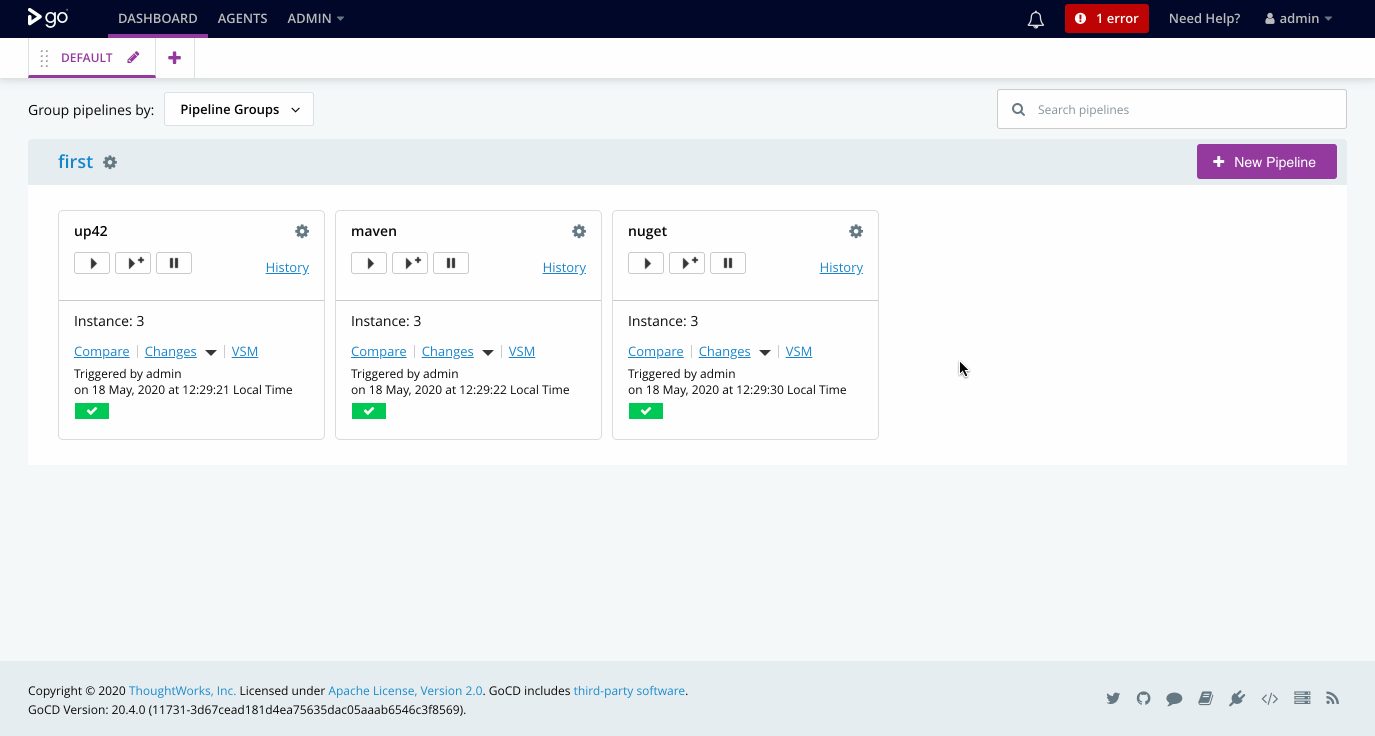 go DASHBOARD AGENTS ADMIN 1 error Need Help? admin
DEFAULT
Group pipelines by: Pipeline Groups Search pipelines
first New Pipeline
up42
History
Instance: 3
Compare Changes VSM
Triggered by admin
on 18 May, 2020 at 12:29:21 Local Time
maven
History
Instance: 3
Compare Changes VSM
Triggered by admin
on 18 May, 2020 at 12:29:22 Local Time
nuget
History
Instance: 3
Compare Changes VSM
Triggered by admin
on 18 May, 2020 at 12:29:30 Local Time
Copyright © 2020 ThoughtWorks, Inc. Licensed under Apache License, Version 2.0. GoCD includes third-party software.
GoCD Version: 20.4.0 (11731-3d67cead181d4ea75635dac05aaab6546c3f8569).